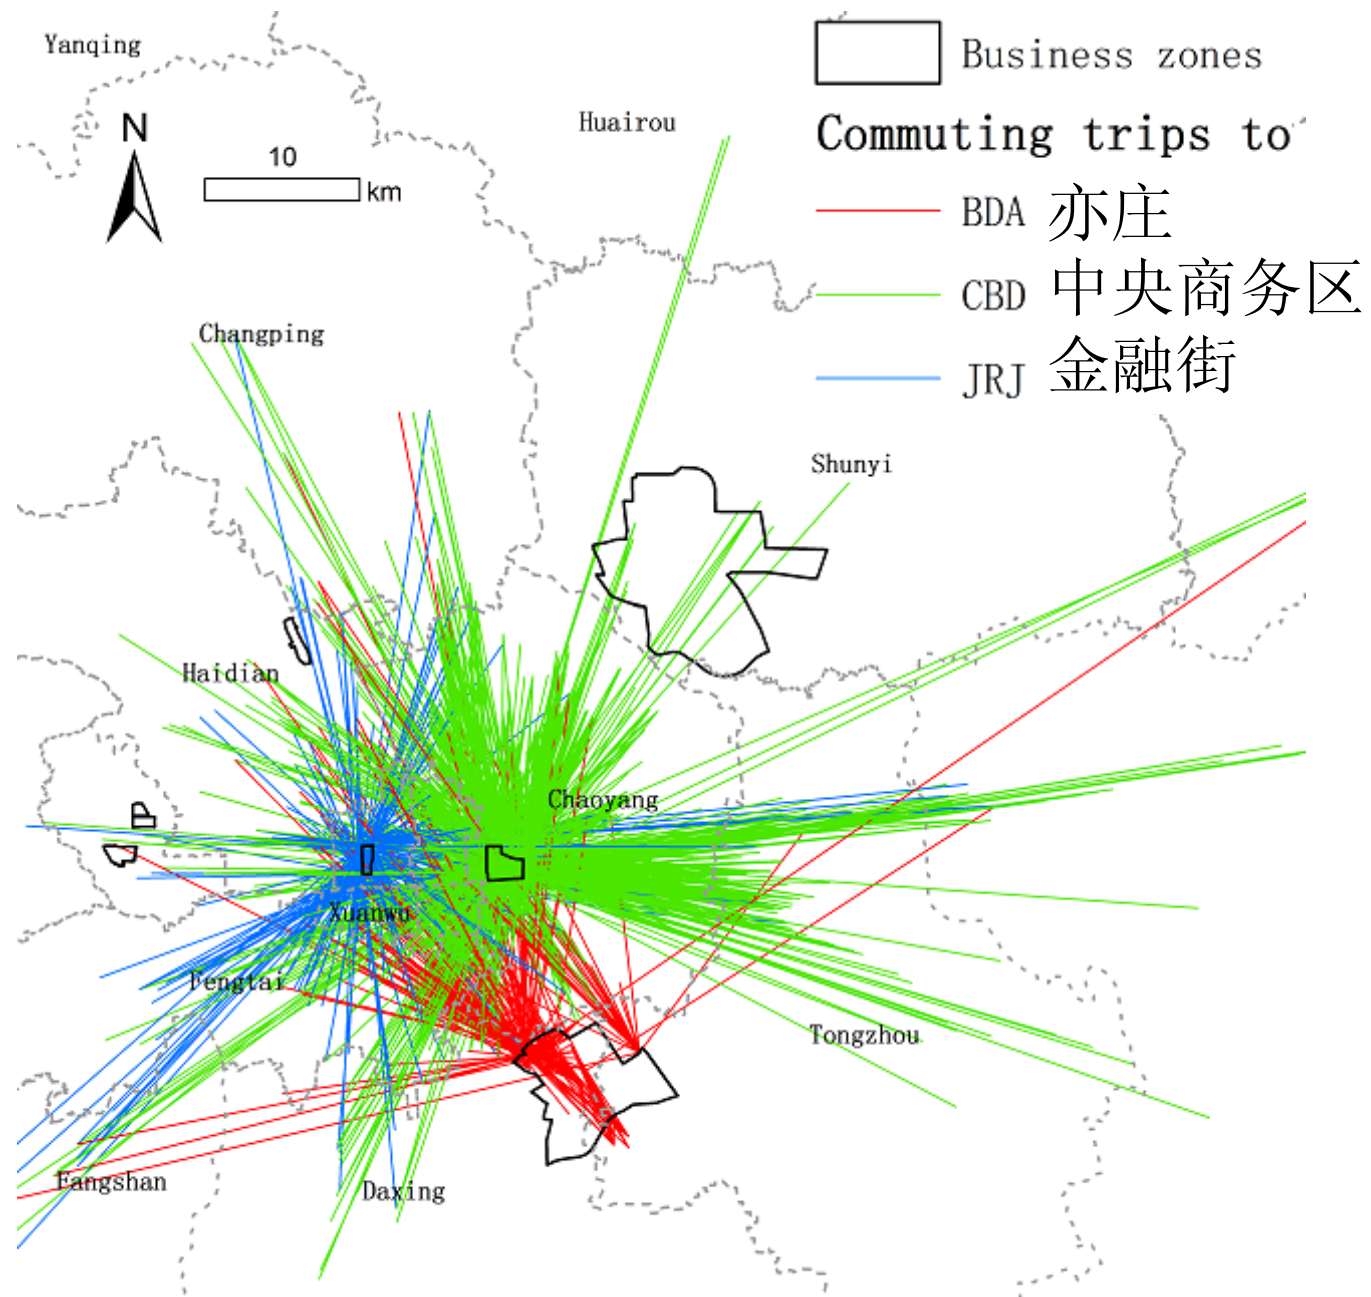 Yanqing
Business zones
N
Huairou
Commuting trips to
10
km
BDA 亦庄
CBD 中央商务区
Changping
JRJ 金融街
Shunyi
Haidian
Chaoyang
Xuanwu
Fengtai
Tongzhou
Fangshan
Daxing